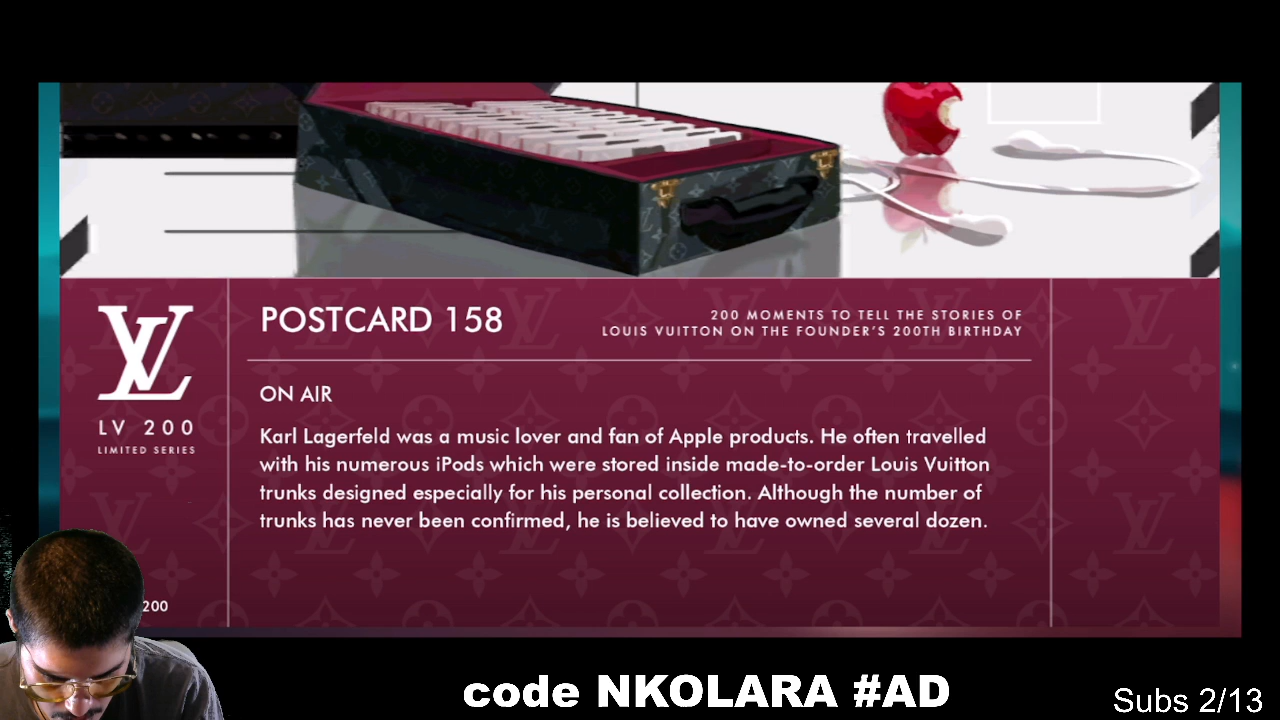 POSTCARD 158
200 MOMENTS TO TELL THE STORIES OF
LOUIS VUITTON ON THE FOUNDER'S 200TH BIRTHDAY
LV
LV 200
LIMITED SERIES
ON AIR
Karl Lagerfeld was a music lover and fan of Apple products. He often travelled
with his numerous iPods which were stored inside made-to-order Louis Vuitton
trunks designed especially for his personal collection. Although the number of
trunks has never been confirmed, he is believed to have owned several dozen.
200
code NKOLARA #AD
Subs 2/13